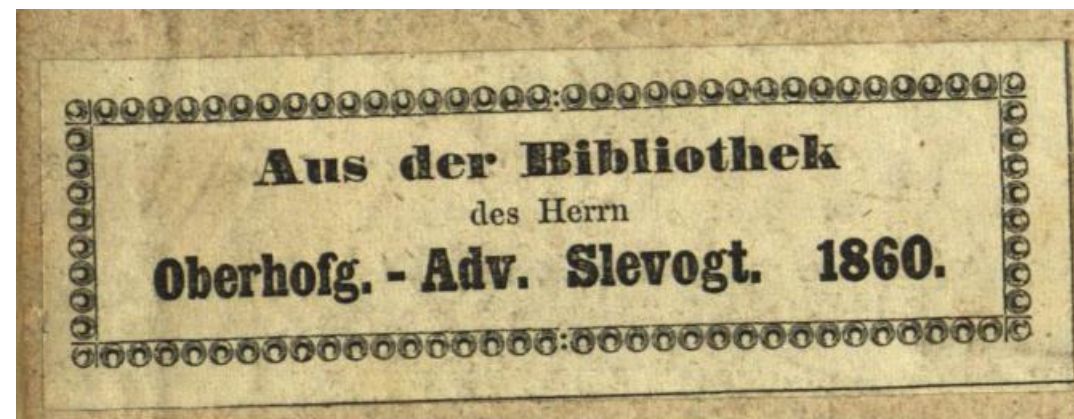 Aus der Bibliothek
des Herrn
Oberhofg. - Adv. Slevogt. 1860.